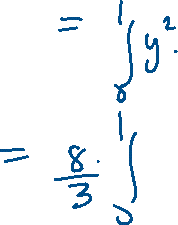 = ∫₀¹ y².
= 8/3 ∫₀¹